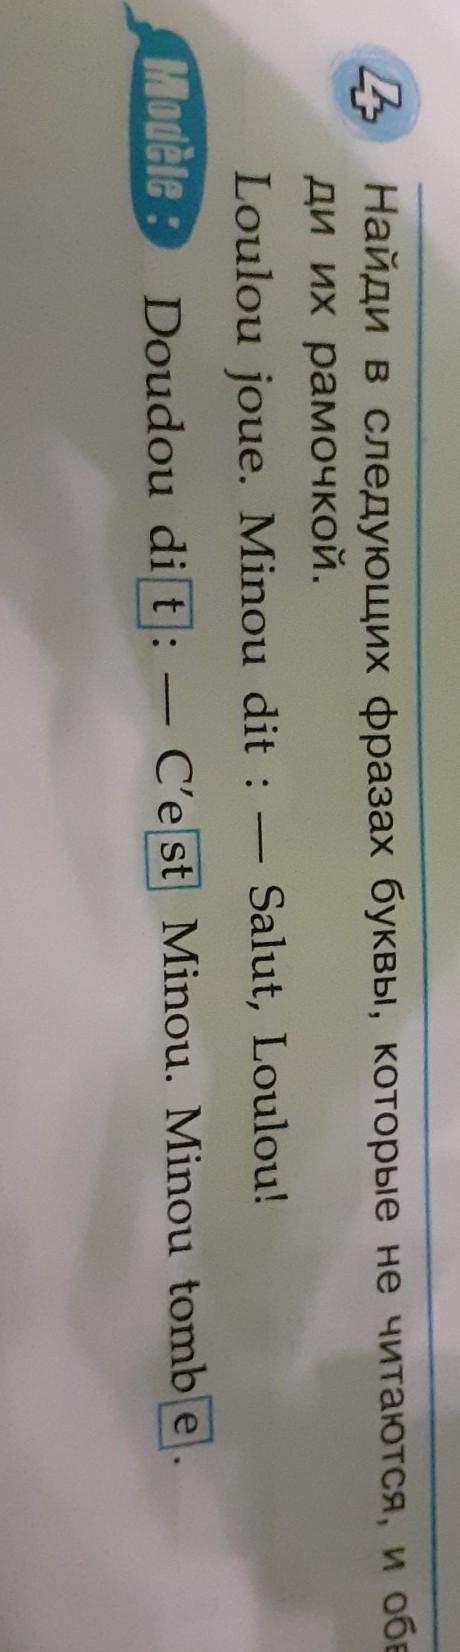 4 Найди в следующих фразах буквы, которые не читаются, и
ди их рамочкой.
Loulou joue. Minou dit : — Salut, Loulou!
Modèle : Doudou dit : — C'est Minou. Minou tombe.